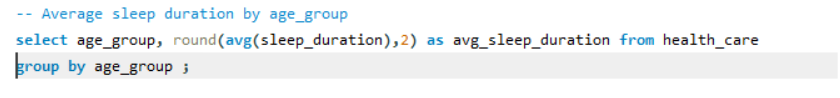 -- Average sleep duration by age_group
select age_group, round(avg(sleep_duration),2) as avg_sleep_duration from health_care
group by age_group ;